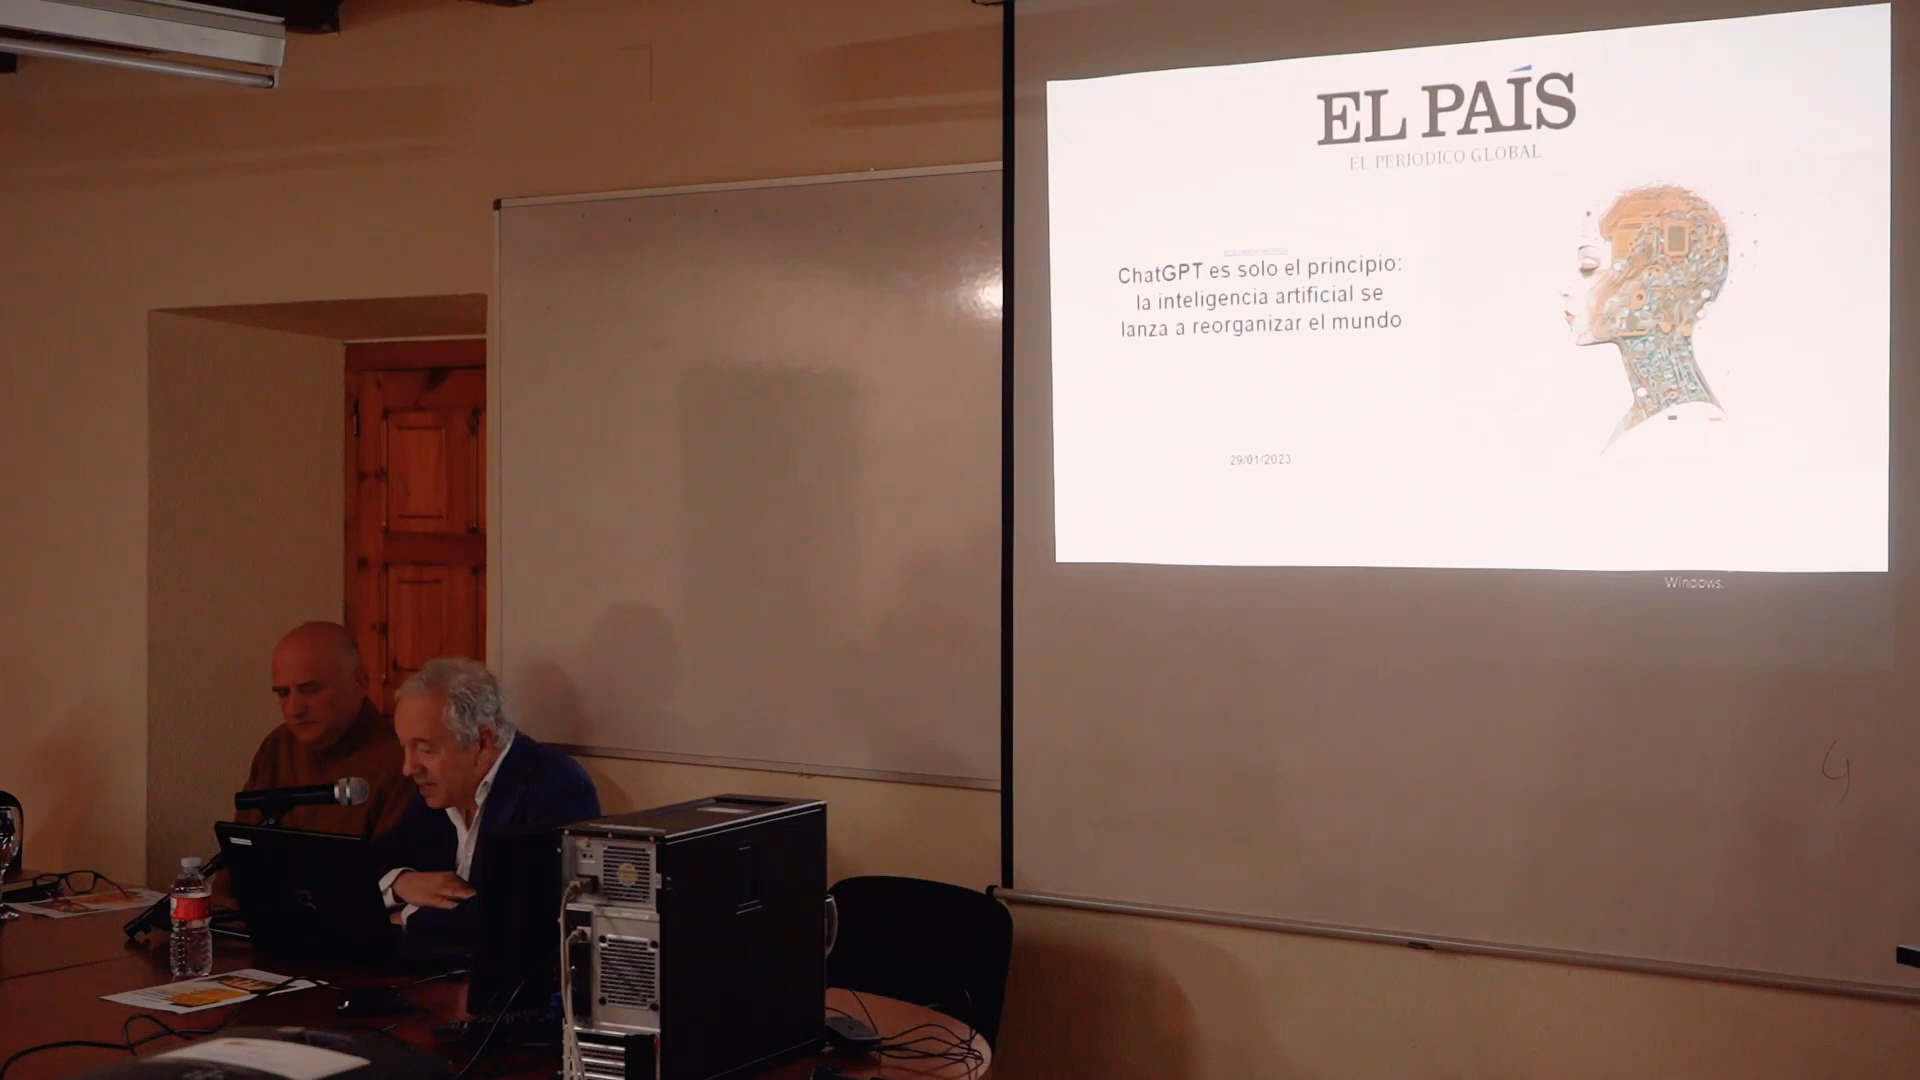 EL PAÍS
EL PERIODICO GLOBAL
ChatGPT es solo el principio:
la inteligencia artificial se
lanza a reorganizar el mundo
29/01/2023
Windows.